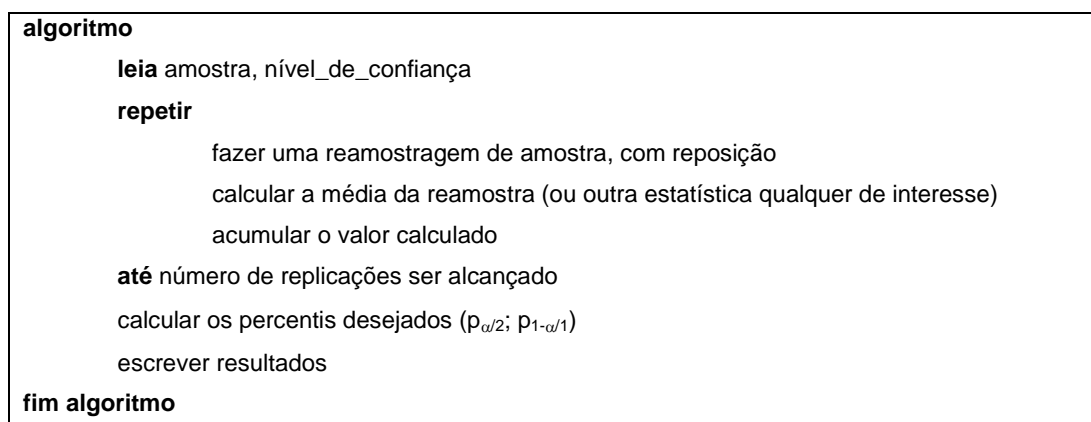 algoritmo
leia amostra, nível_de_confiança
repetir
fazer uma reamostragem de amostra, com reposição
calcular a média da reamostra (ou outra estatística qualquer de interesse)
acumular o valor calculado
até número de replicações ser alcançado
calcular os percentis desejados (pα/2; p1-α/1)
escrever resultados
fim algoritmo